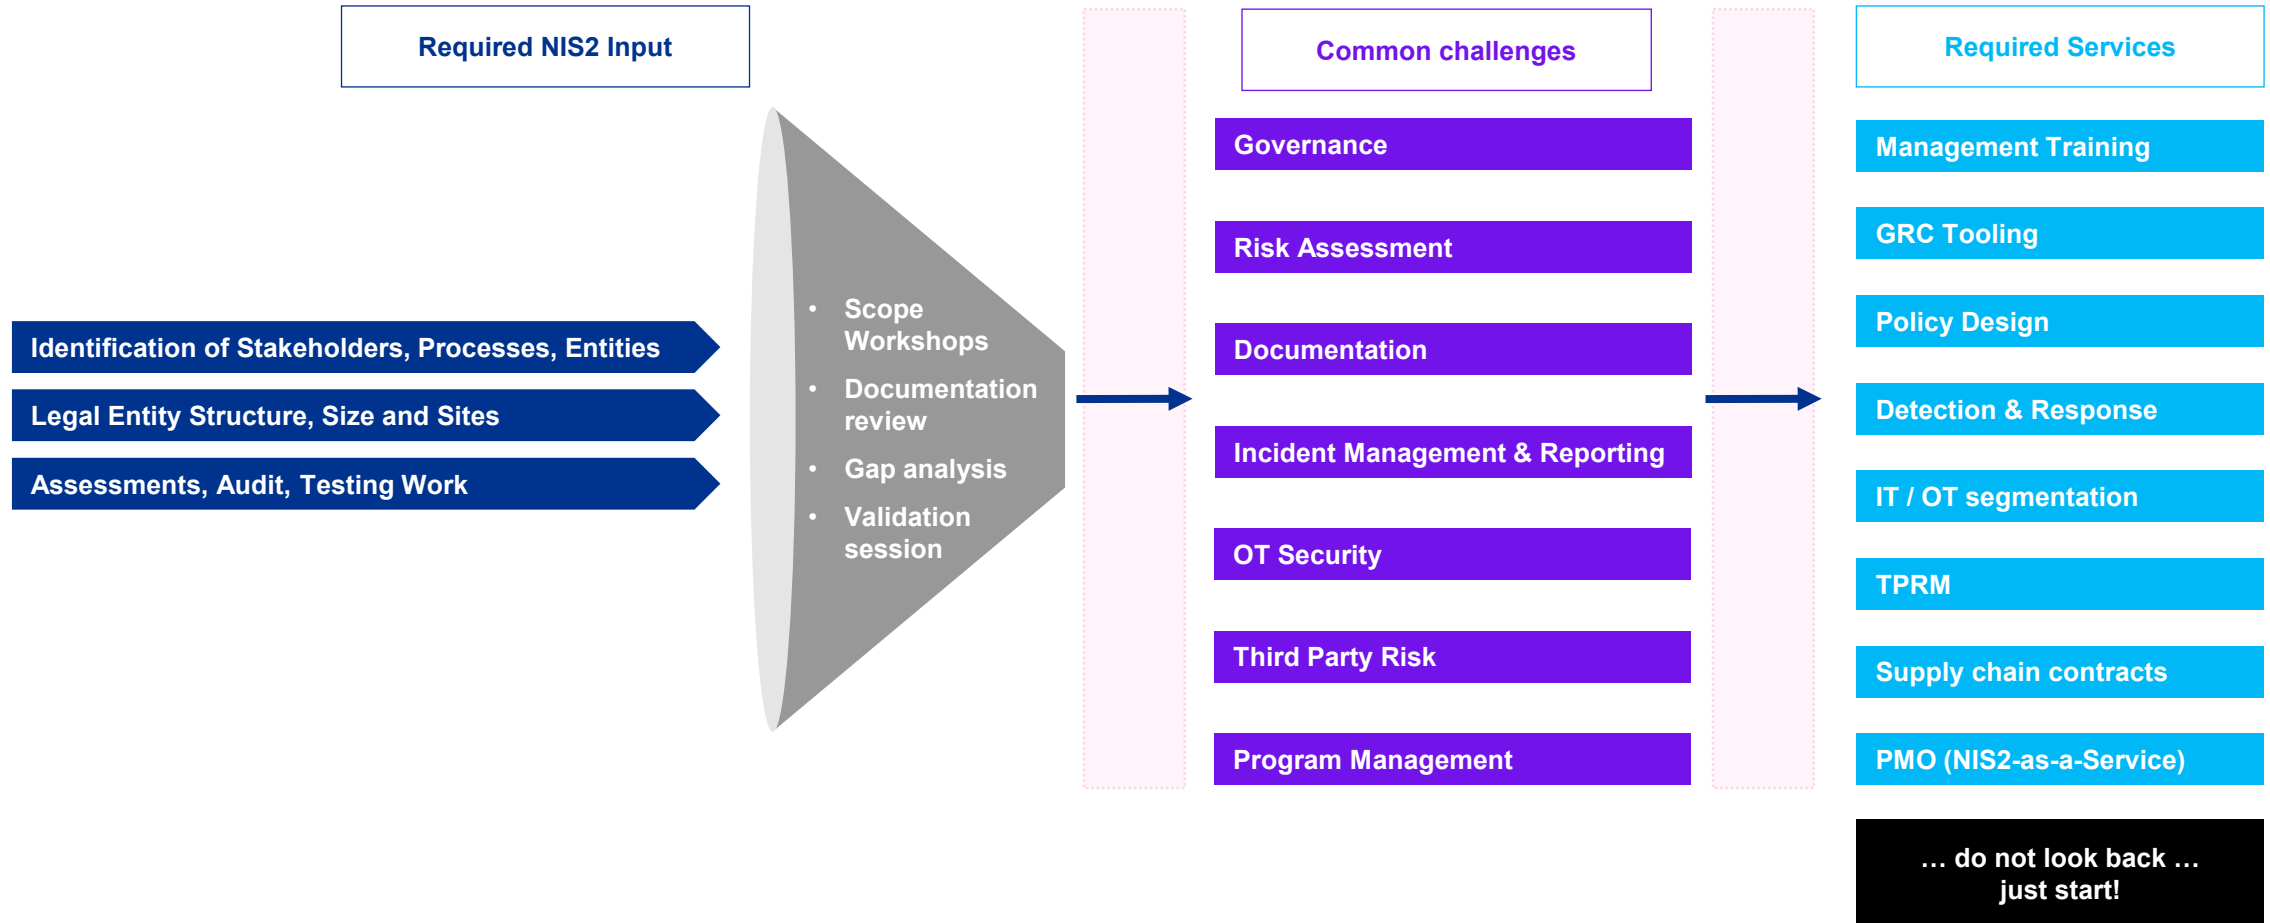 Required NIS2 Input
Identification of Stakeholders, Processes, Entities
Legal Entity Structure, Size and Sites
Assessments, Audit, Testing Work
• Scope
Workshops
• Documentation
review
• Gap analysis
• Validation
session
Common challenges
Governance
Risk Assessment
Documentation
Incident Management & Reporting
OT Security
Third Party Risk
Program Management
Required Services
Management Training
GRC Tooling
Policy Design
Detection & Response
IT / OT segmentation
TPRM
Supply chain contracts
PMO (NIS2-as-a-Service)
… do not look back …
just start!